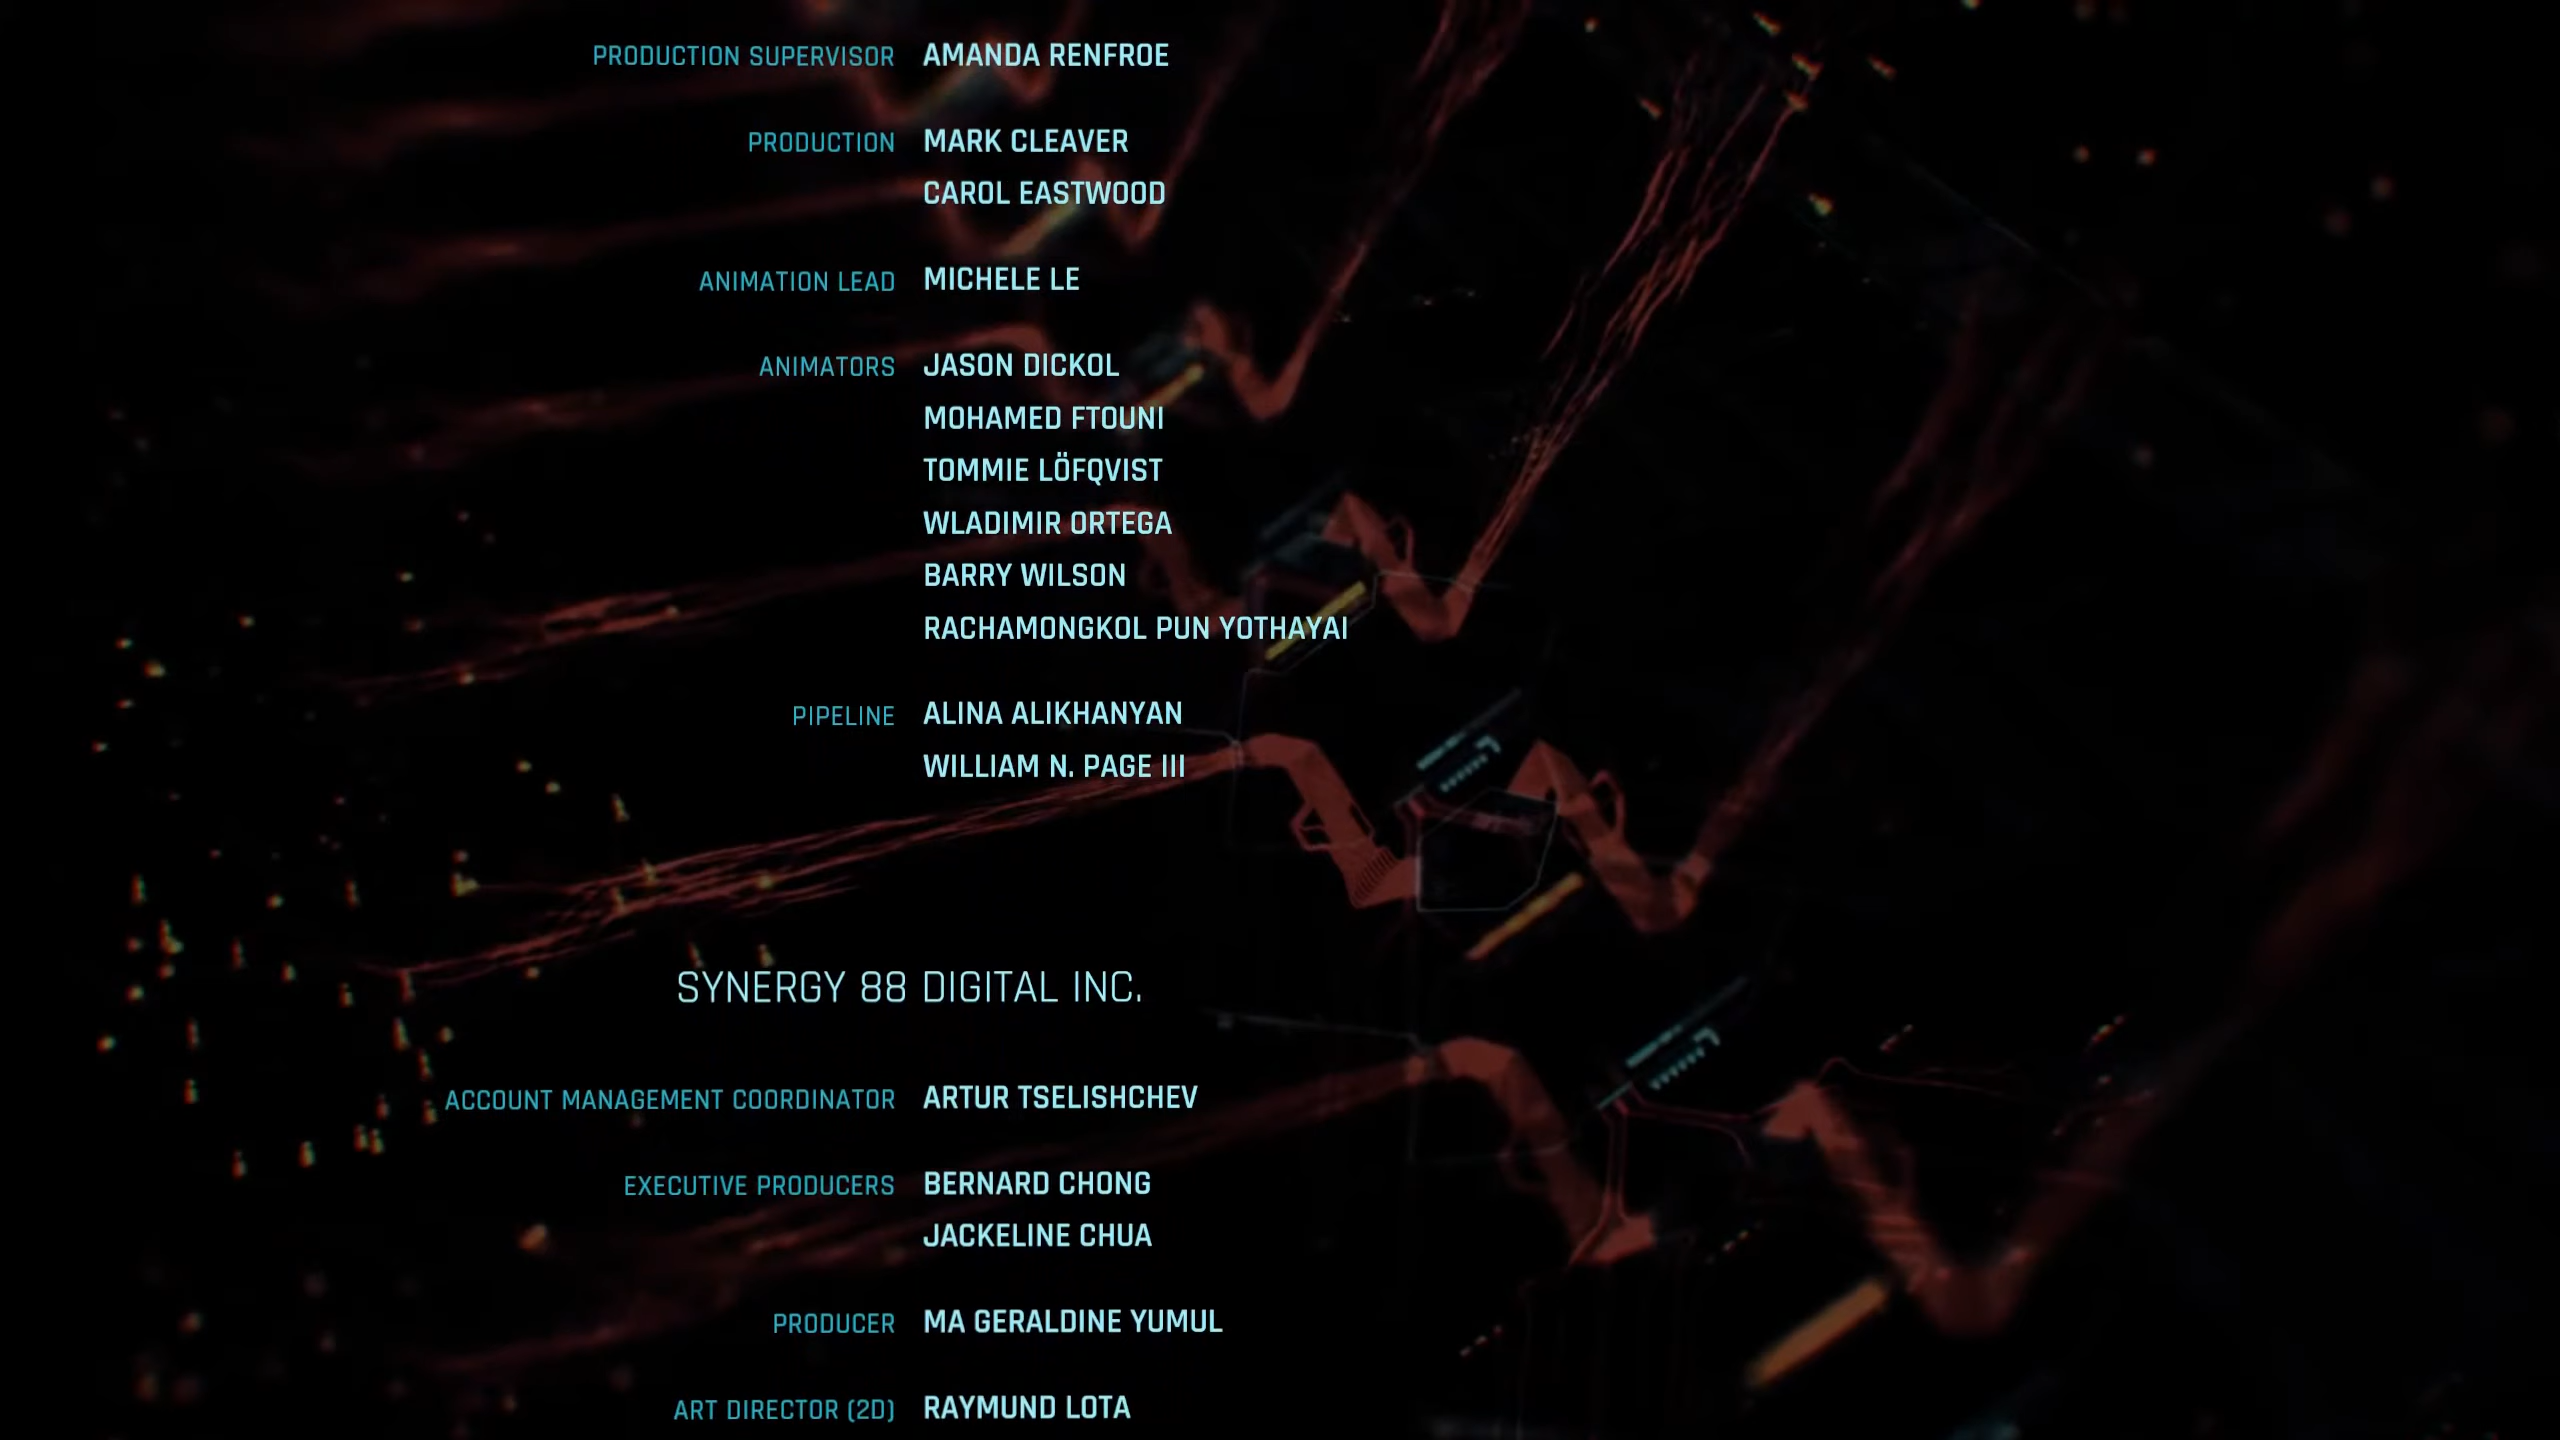 PRODUCTION SUPERVISOR AMANDA RENFROE
PRODUCTION MARK CLEAVER
CAROL EASTWOOD
ANIMATION LEAD MICHELE LE
ANIMATORS JASON DICKOL
MOHAMED FTOUNI
TOMMIE LÖFQVIST
WLADIMIR ORTEGA
BARRY WILSON
RACHAMONGKOL PUN YOTHAYAI
PIPELINE ALINA ALIKHANYAN
WILLIAM N. PAGE III
SYNERGY 88 DIGITAL INC.
ACCOUNT MANAGEMENT COORDINATOR ARTUR TSELISHCHEV
EXECUTIVE PRODUCERS BERNARD CHONG
JACKELINE CHUA
PRODUCER MA GERALDINE YUMUL
ART DIRECTOR (2D) RAYMUND LOTA